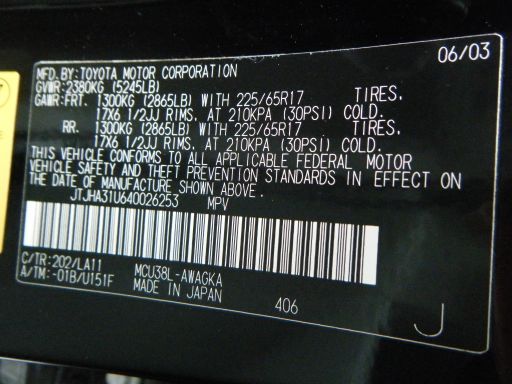 06/03
MFD. BY: TOYOTA MOTOR CORPORATION
GVWR: 2380KG (5245LB)
GAWR: FRT. 1300KG (2865LB) WITH 225/65R17 TIRES,
17X6 1/2JJ RIMS, AT 210KPA (30PSI) COLD.
RR. 1300KG (2865LB) WITH 225/65R17 TIRES,
17X6 1/2JJ RIMS, AT 210KPA (30PSI) COLD.
THIS VEHICLE CONFORMS TO ALL APPLICABLE FEDERAL MOTOR
VEHICLE SAFETY AND THEFT PREVENTION STANDARDS IN EFFECT ON
THE DATE OF MANUFACTURE SHOWN ABOVE.
JTJHA31U640026253 MPV
C/TR: 202/LA11 MCU38L-AWAGKA
A/TM: -01B/U151F MADE IN JAPAN
406
J